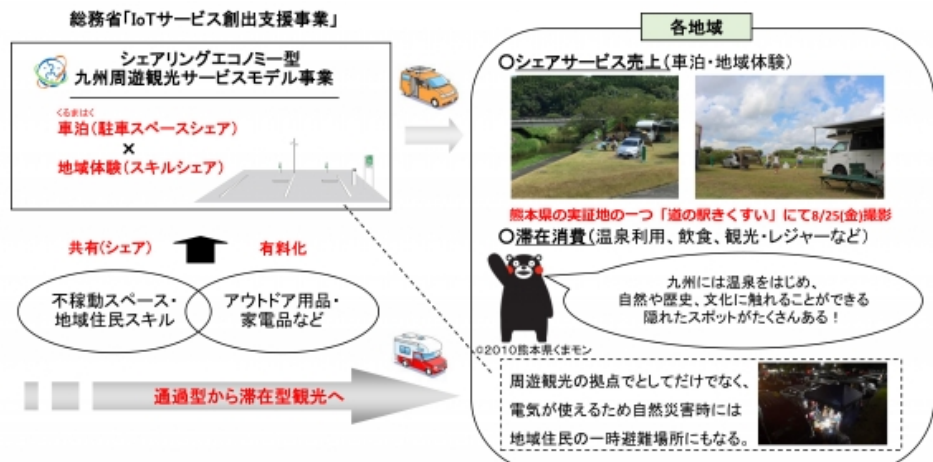 総務省「IoTサービス創出支援事業」
シェアリングエコノミー型
九州周遊観光サービスモデル事業
くるまはく
車泊(駐車スペースシェア)
×
地域体験(スキルシェア)
共有(シェア)
有料化
不稼動スペース・
地域住民スキル
アウトドア用品・
家電品など
通過型から滞在型観光へ
各地域
〇シェアサービス売上(車泊・地域体験)
熊本県の実証地の一つ「道の駅きくすい」にて8/25(金)撮影
〇滞在消費(温泉利用、飲食、観光・レジャーなど)
九州には温泉をはじめ、
自然や歴史、文化に触れることができる
隠れたスポットがたくさんある！
©2010熊本県くまモン
周遊観光の拠点でとしてだけでなく、
電気が使えるため自然災害時には
地域住民の一時避難場所にもなる。